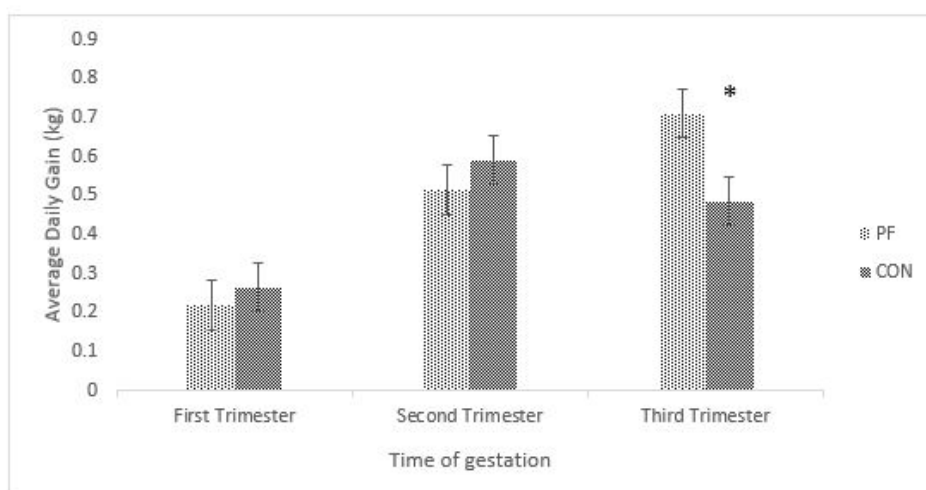 0.9
0.8
0.7
0.6
0.5
0.4
0.3
0.2
0.1
0
Average Daily Gain (kg)
*
PF
CON
First Trimester Second Trimester Third Trimester
Time of gestation